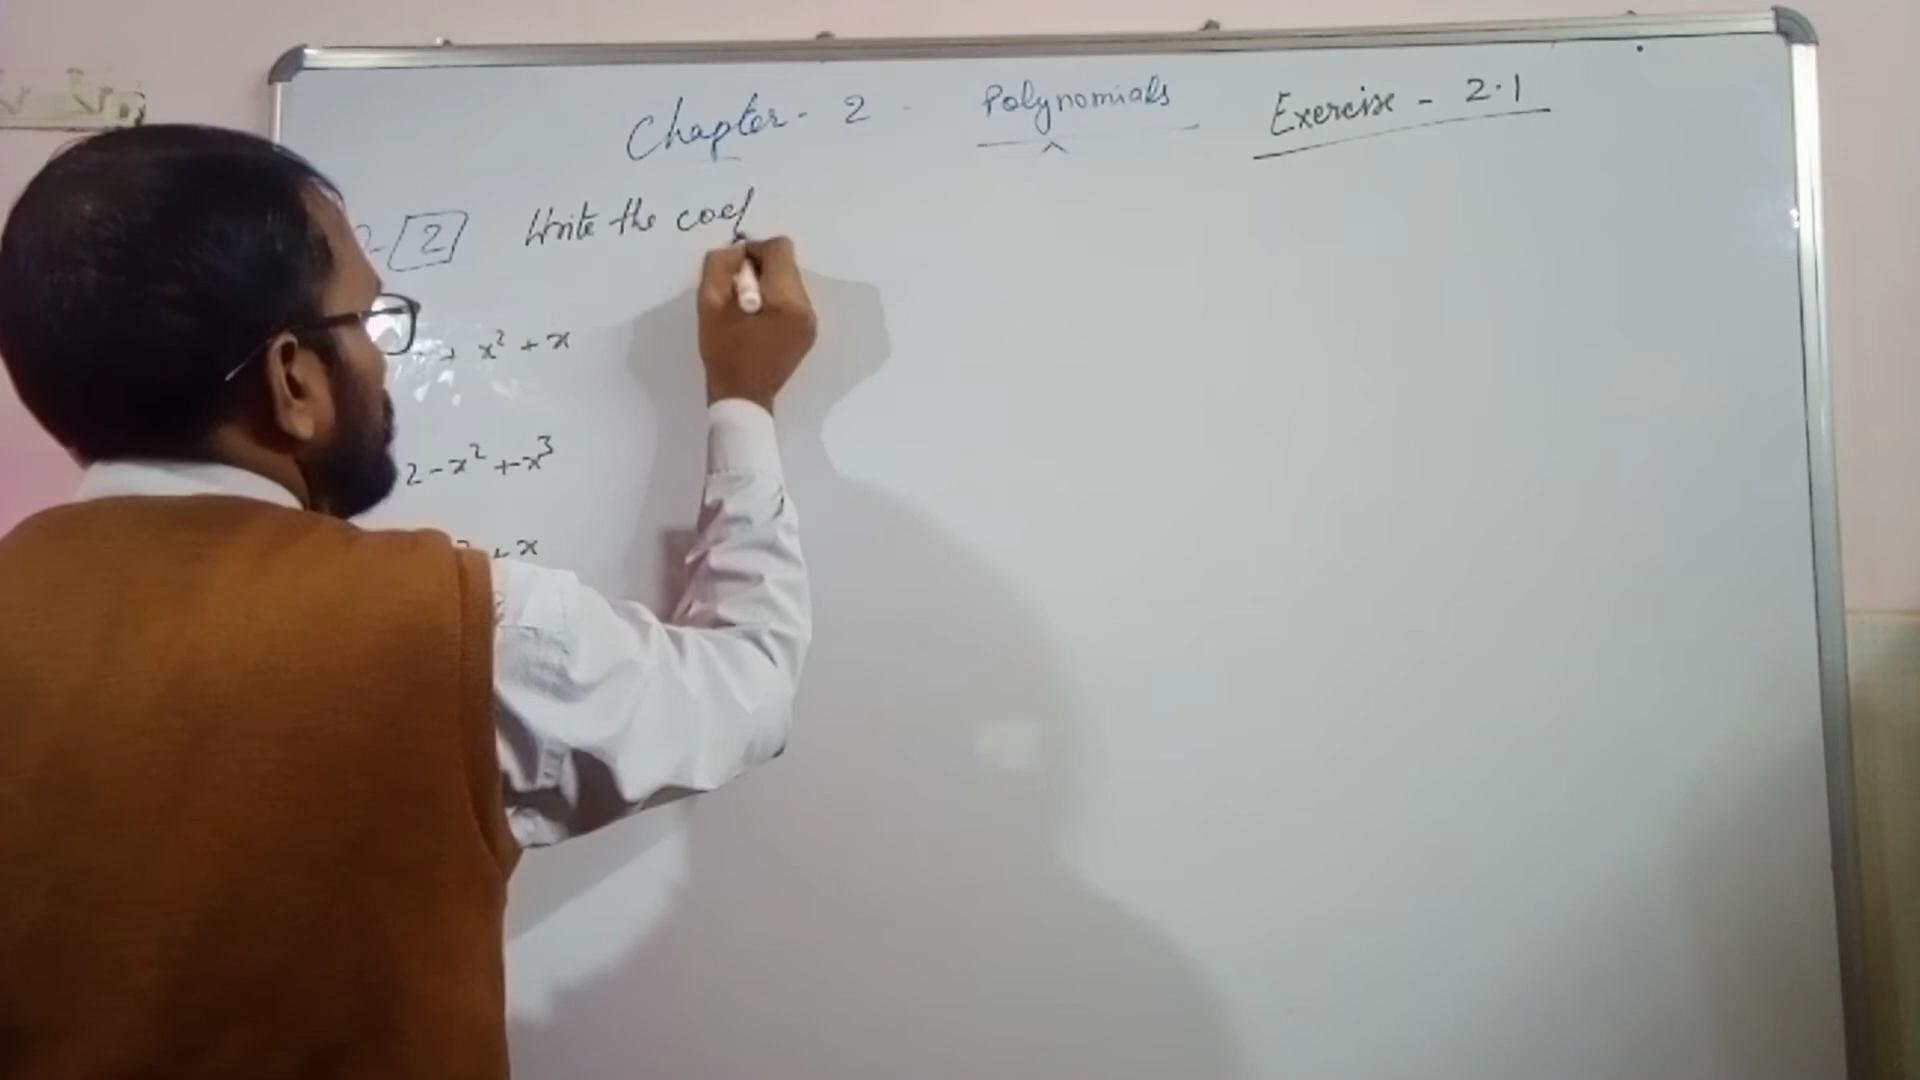 Chapter - 2 - Polynomials Exercise - 2.1
2 Write the coef
+ x² + x
2 - x² + x³
+ x